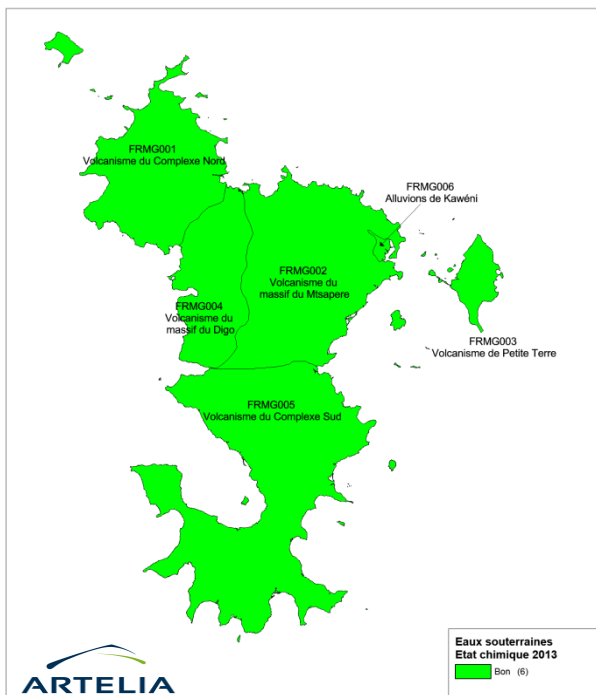 FRMG001
Volcanisme du Complexe Nord
FRMG006
Alluvions de Kawéni
FRMG002
Volcanisme du
massif du Mtsapere
FRMG004
Volcanisme du
massif du Digo
FRMG003
Volcanisme de Petite Terre
FRMG005
Volcanisme du Complexe Sud
Eaux souterraines
Etat chimique 2013
Bon (6)
ARTELIA